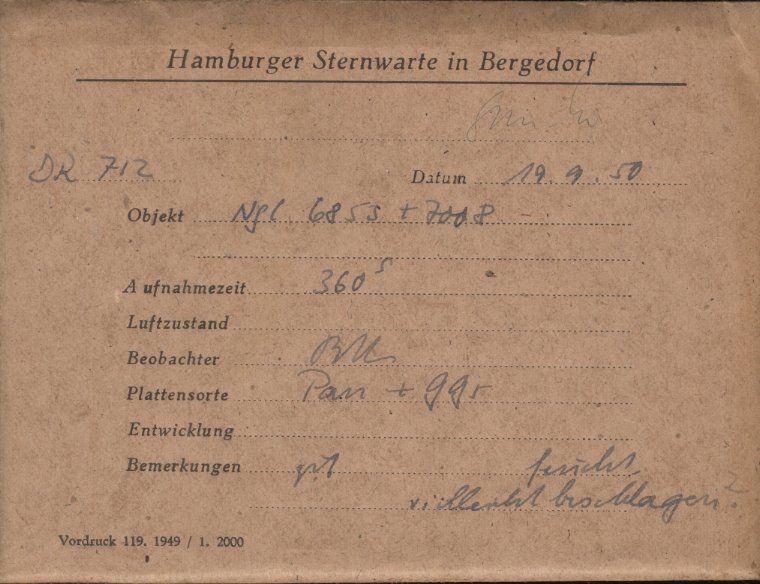 Hamburger Sternwarte in Bergedorf
DR 712 Datum 19.9.50
Objekt NGC 6853 + 7008
Aufnahmezeit 360s
Luftzustand
Beobachter
Plattensorte Pan + GG5
Entwicklung
Bemerkungen gut feucht
vielleicht beschlagen?
Vordruck 119. 1949 / 1. 2000